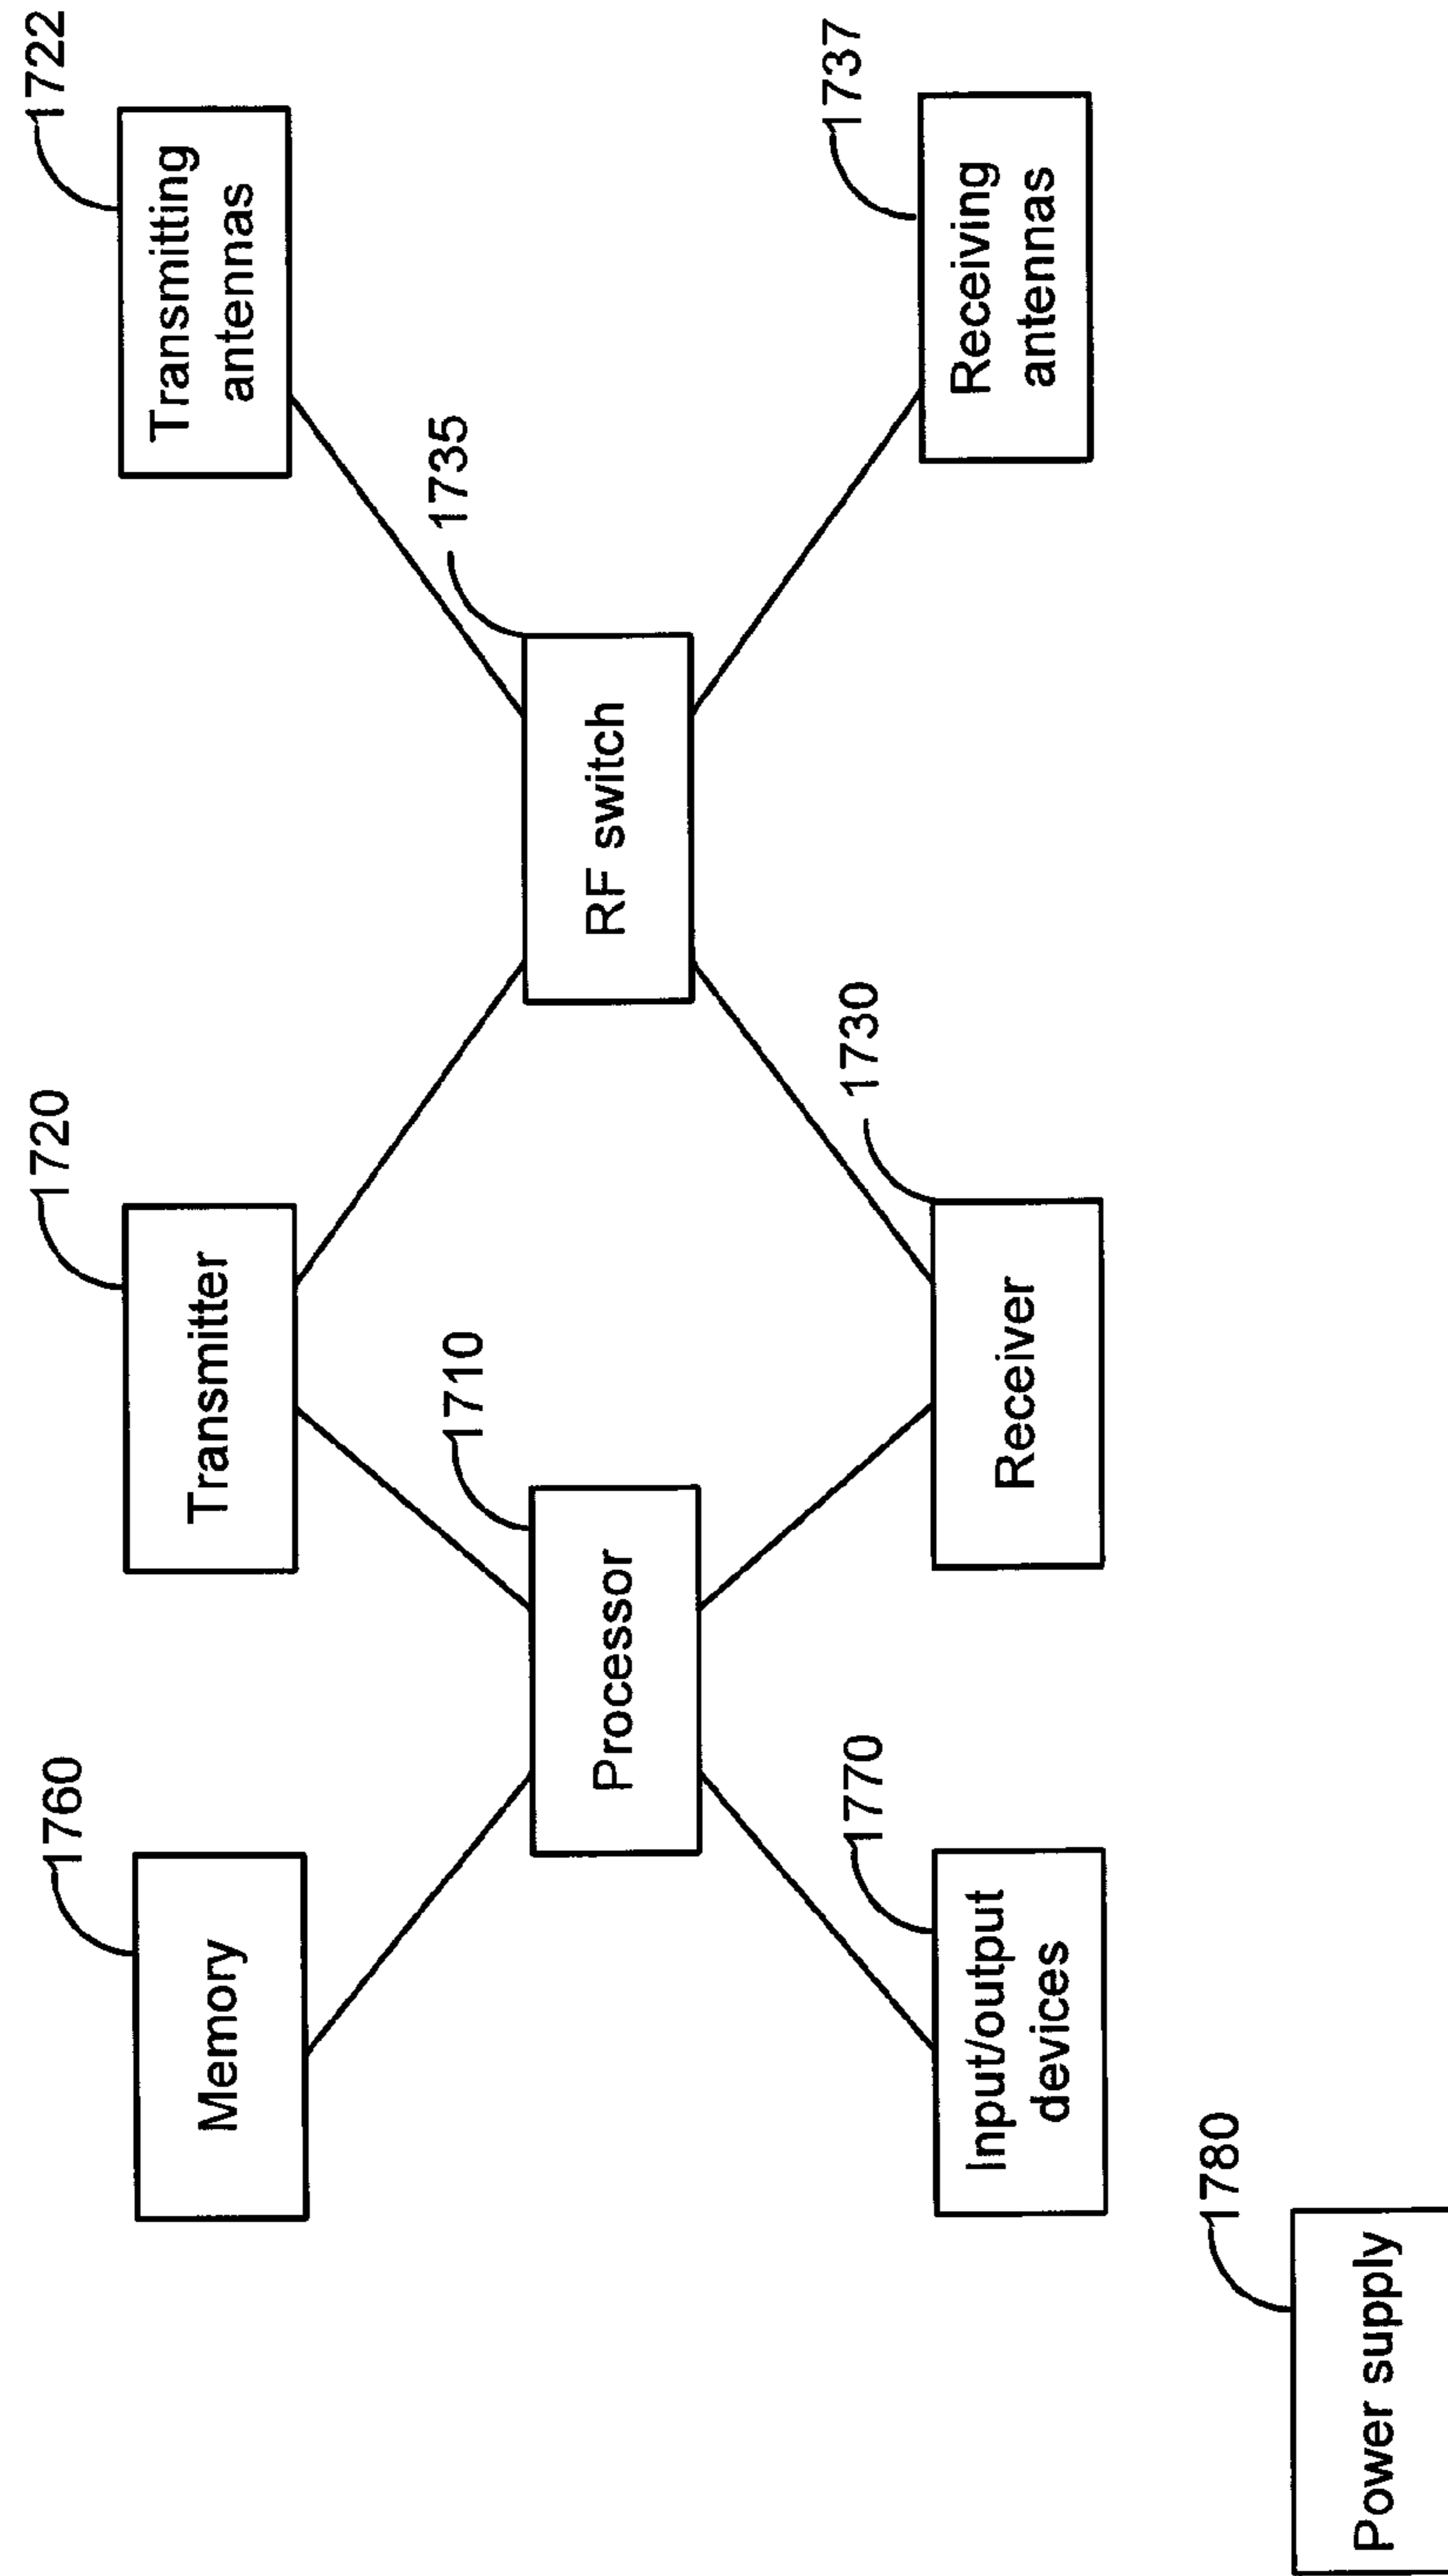 1760
Memory
1720
Transmitter
1722
Transmitting
antennas
1710
Processor
1735
RF switch
1770
Input/output
devices
1730
Receiver
1737
Receiving
antennas
1780
Power supply